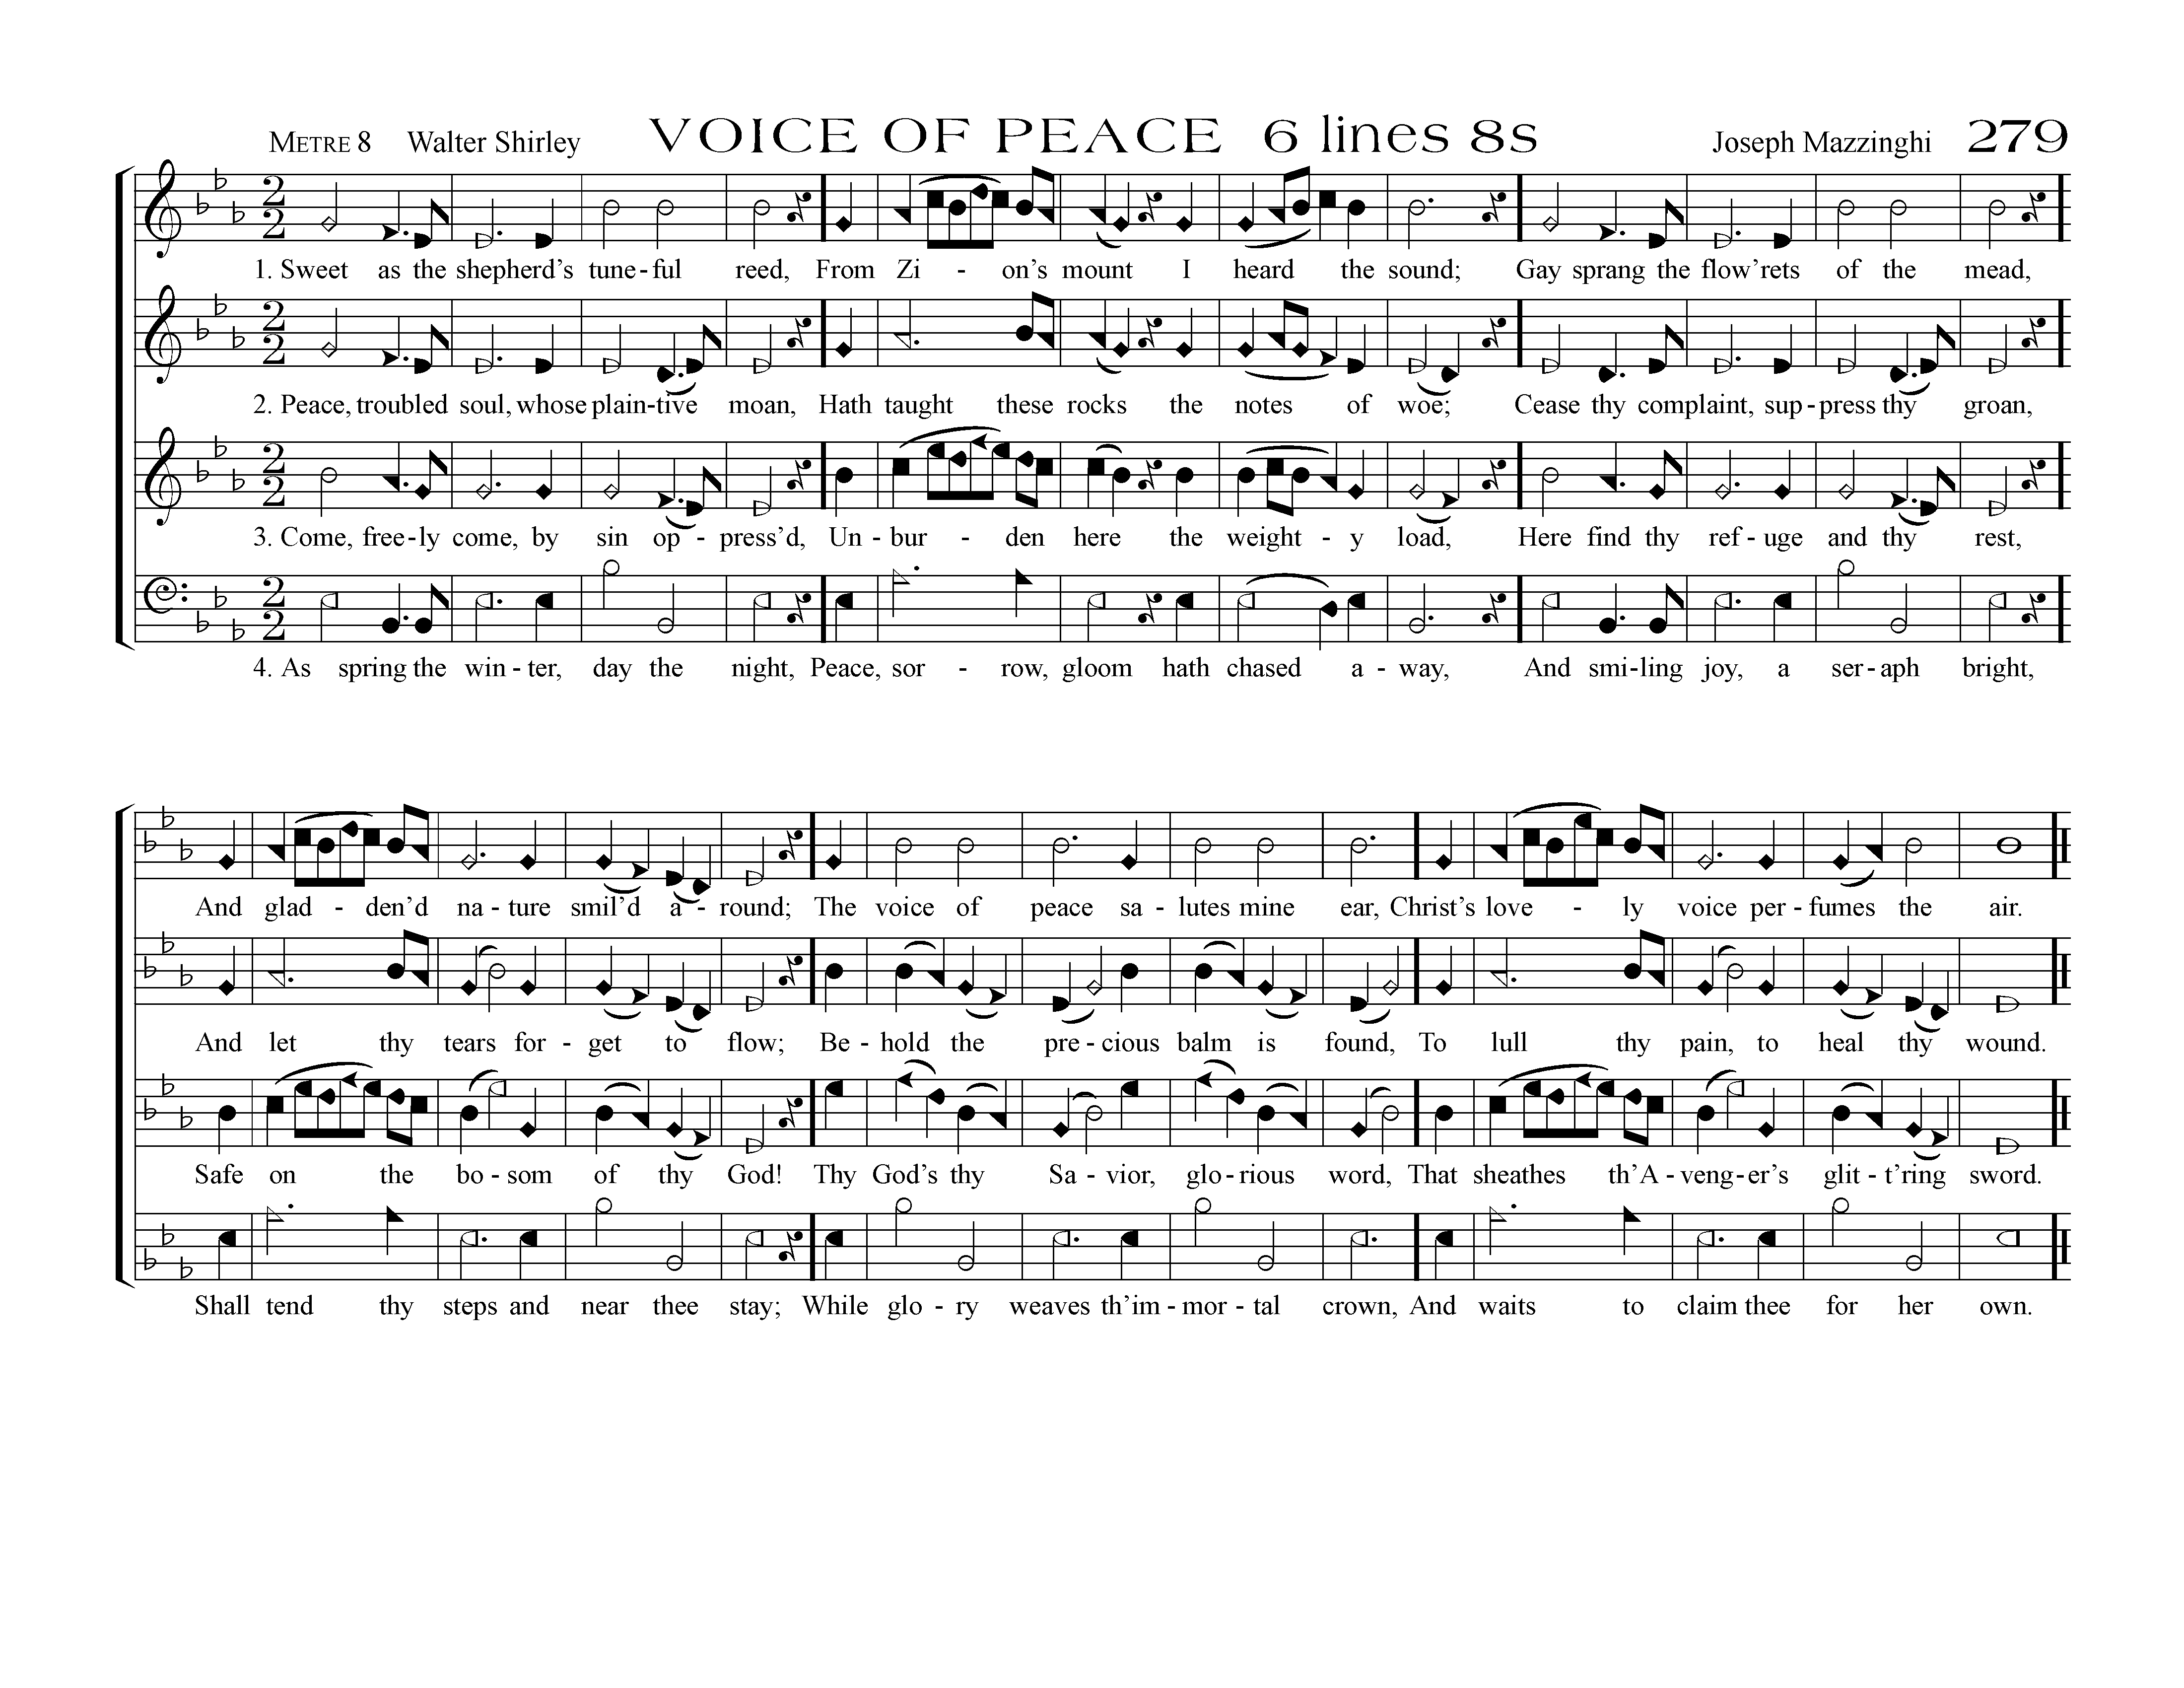 METRE 8 Walter Shirley VOICE OF PEACE 6 lines 8s Joseph Mazzinghi 279
1. Sweet as the shepherd’s tune-ful reed, From Zi - on’s mount I heard the sound; Gay sprang the flow’rets of the mead,
2. Peace, troubled soul, whose plain-tive moan, Hath taught these rocks the notes of woe; Cease thy complaint, sup-press thy groan,
3. Come, free-ly come, by sin op - press’d, Un - bur - den here the weight - y load, Here find thy ref - uge and thy rest,
4. As spring the win - ter, day the night, Peace, sor - row, gloom hath chased a - way, And smi-ling joy, a ser-aph bright,
And glad - den’d na - ture smil’d a - round; The voice of peace sa - lutes mine ear, Christ’s love - ly voice per - fumes the air.
And let thy tears for - get to flow; Be - hold the pre - cious balm is found, To lull thy pain, to heal thy wound.
Safe on the bo - som of thy God! Thy God’s thy Sa - vior, glo - rious word, That sheathes th’A - veng-er’s glit - t’ring sword.
Shall tend thy steps and near thee stay; While glo - ry weaves th’im - mor - tal crown, And waits to claim thee for her own.